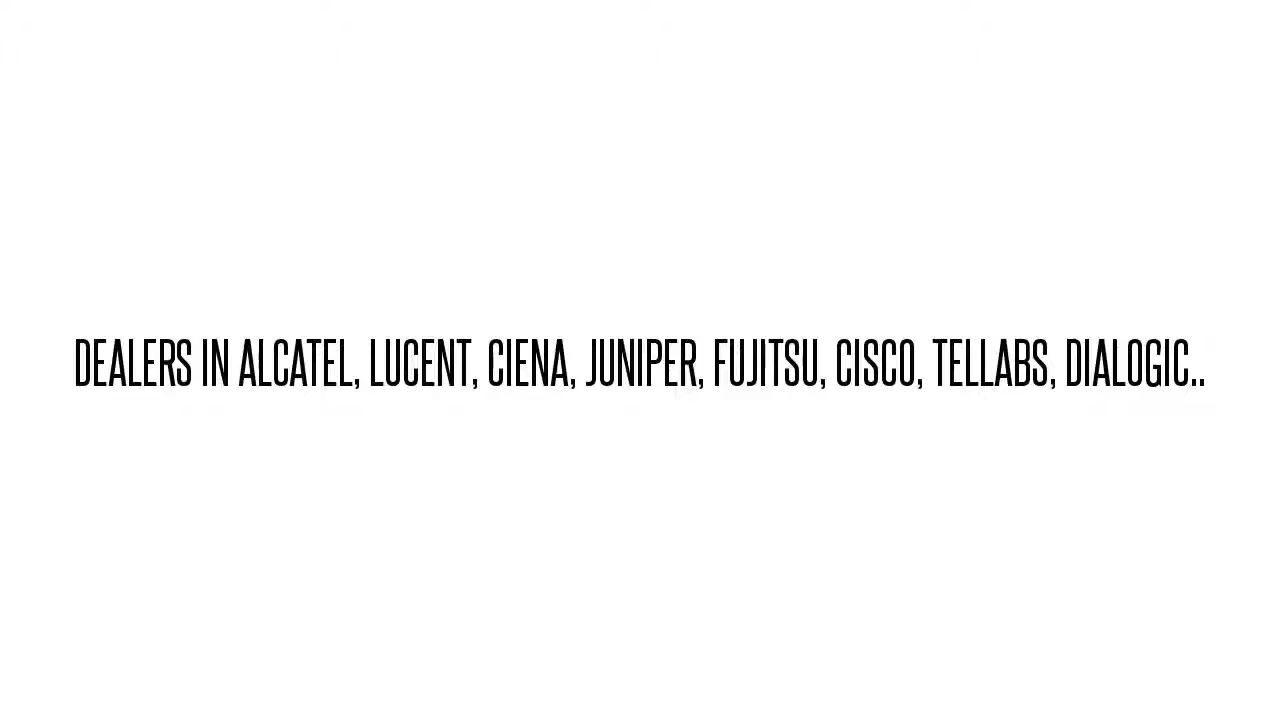 DEALERS IN ALCATEL, LUCENT, CIENA, JUNIPER, FUJITSU, CISCO, TELLABS, DIALOGIC..